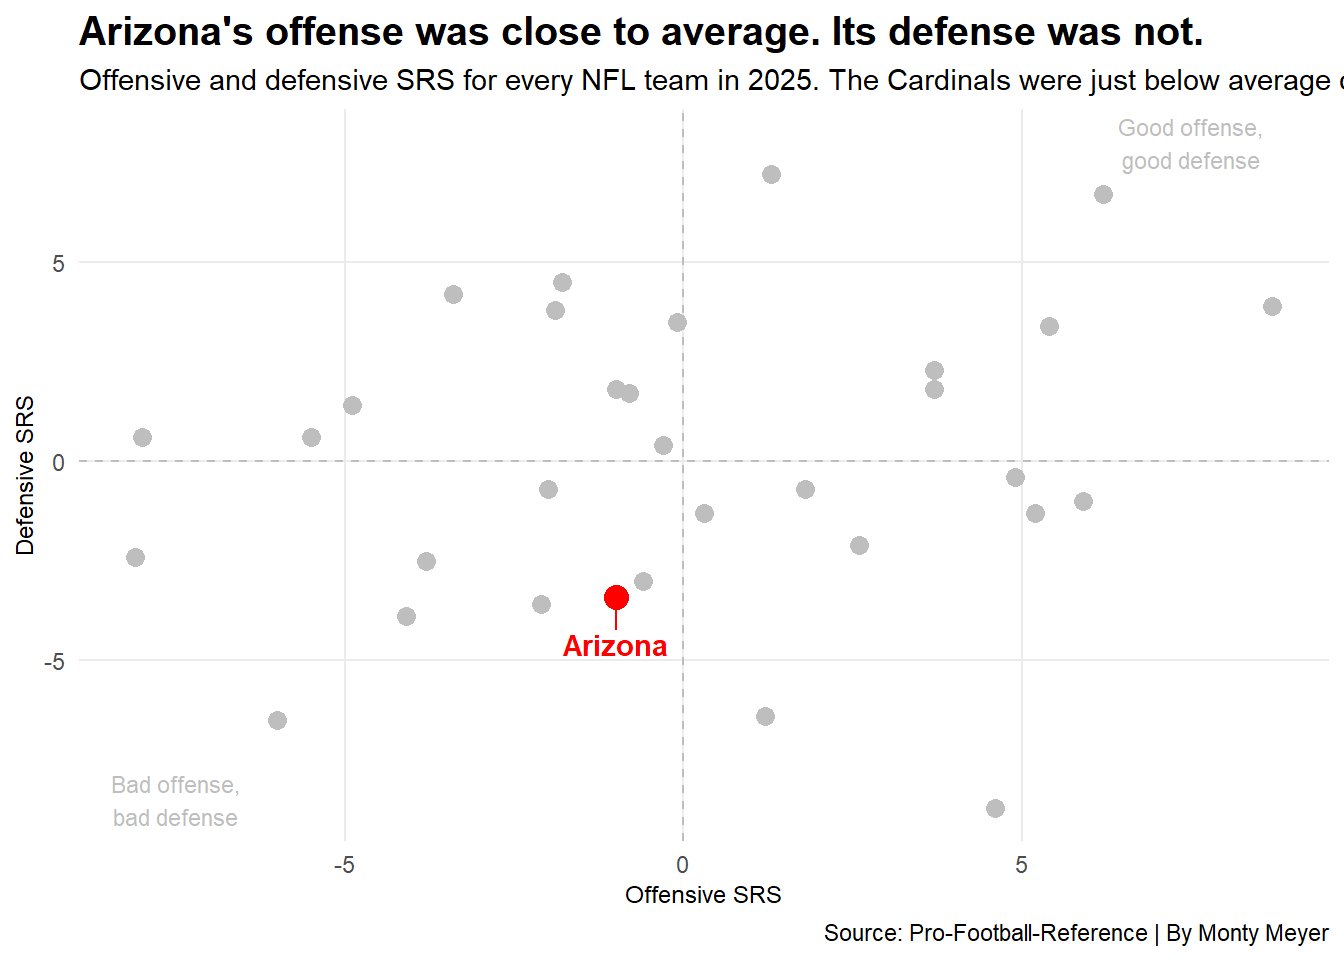 Arizona's offense was close to average. Its defense was not.
Offensive and defensive SRS for every NFL team in 2025. The Cardinals were just below average
Good offense,
good defense
5
0
-5
Defensive SRS
Arizona
Bad offense,
bad defense
-5
0
5
Offensive SRS
Source: Pro-Football-Reference | By Monty Meyer